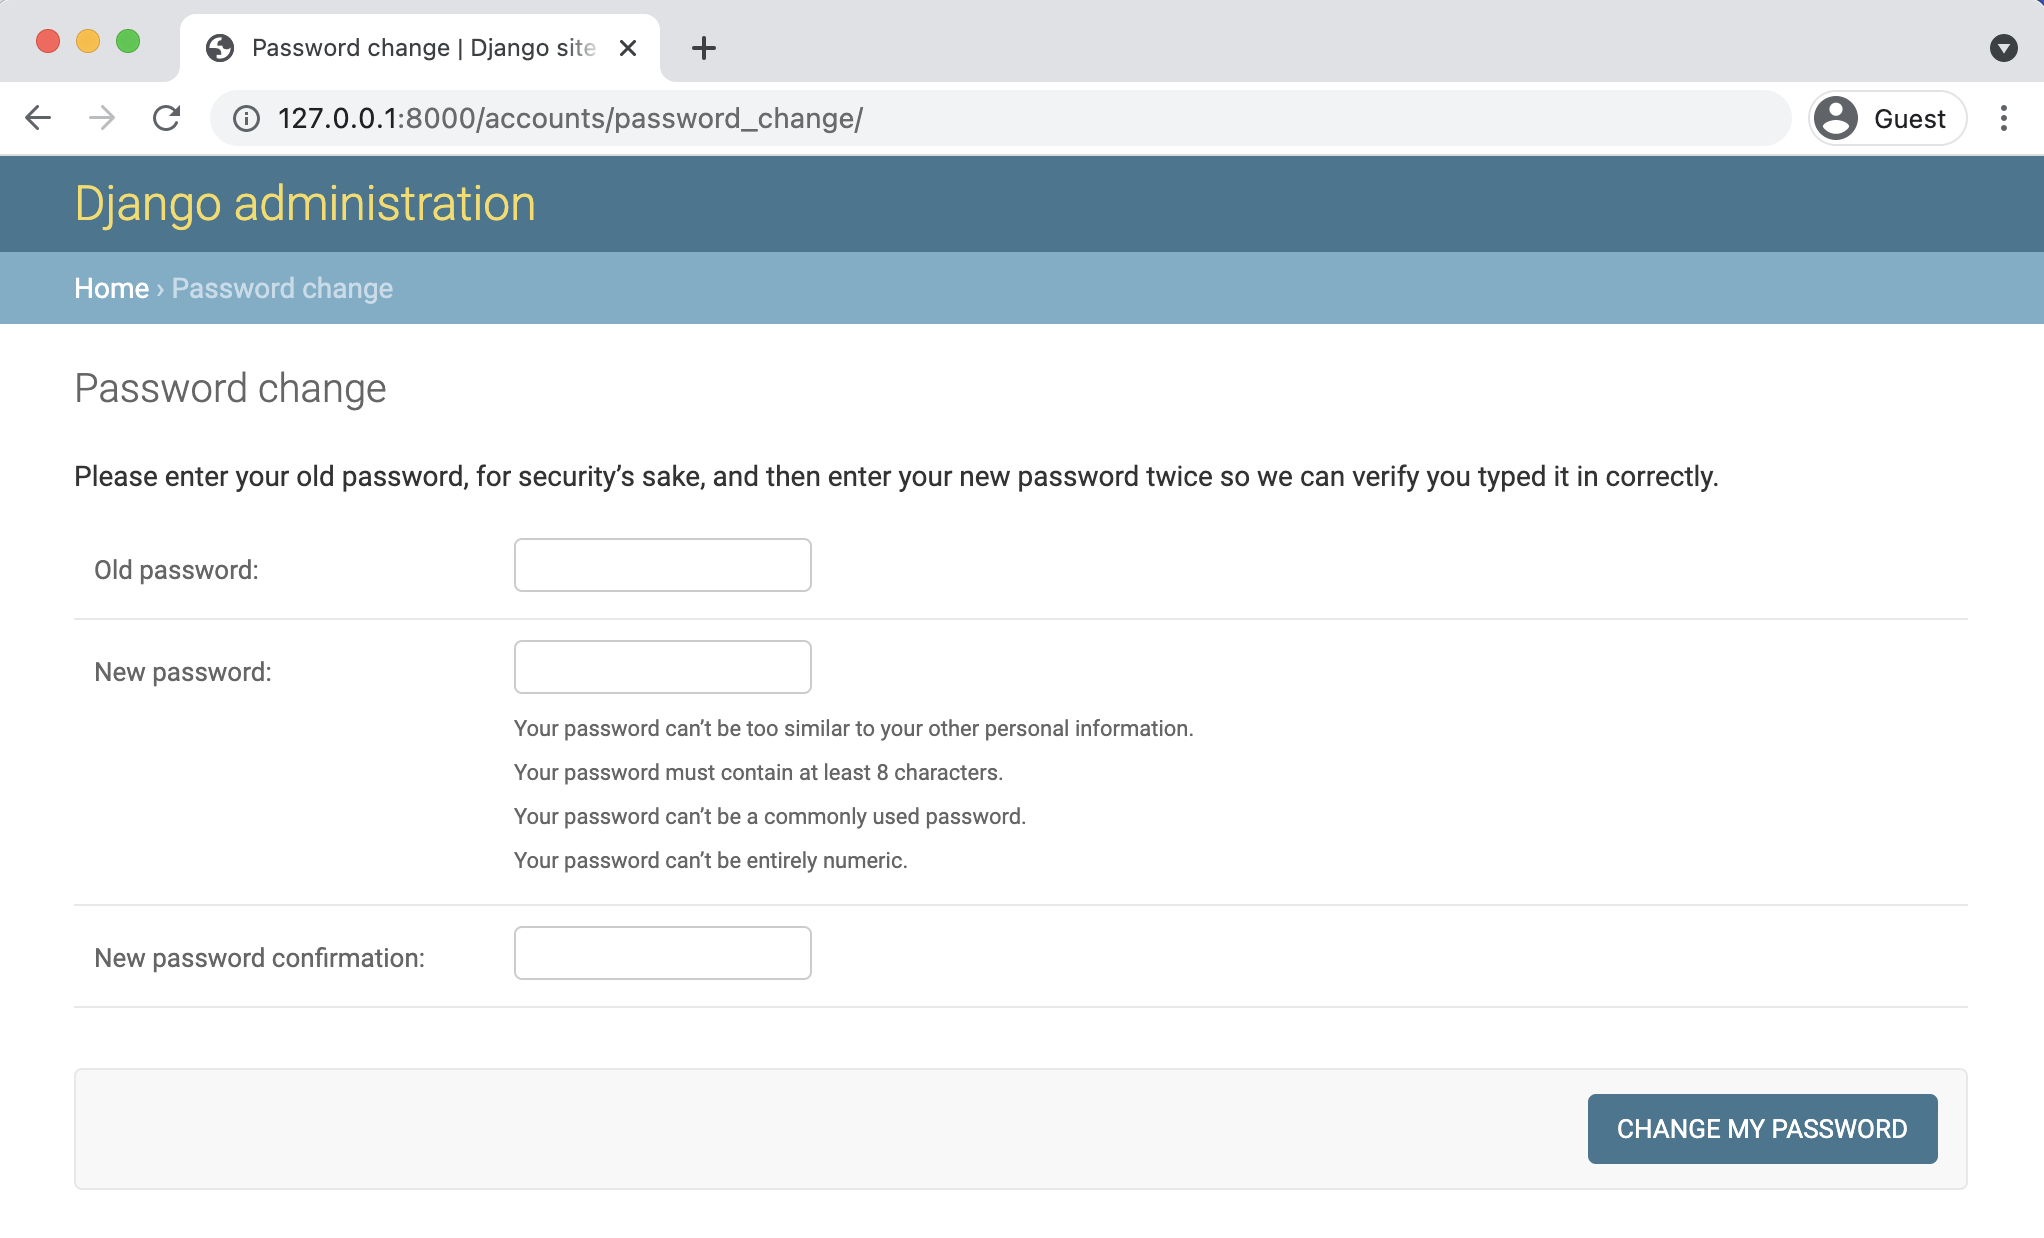 Password change | Django site
127.0.0.1:8000/accounts/password_change/
Guest
Django administration
Home › Password change
Password change
Please enter your old password, for security’s sake, and then enter your new password twice so we can verify you typed it in correctly.
Old password:
New password:
Your password can’t be too similar to your other personal information.
Your password must contain at least 8 characters.
Your password can’t be a commonly used password.
Your password can’t be entirely numeric.
New password confirmation:
CHANGE MY PASSWORD